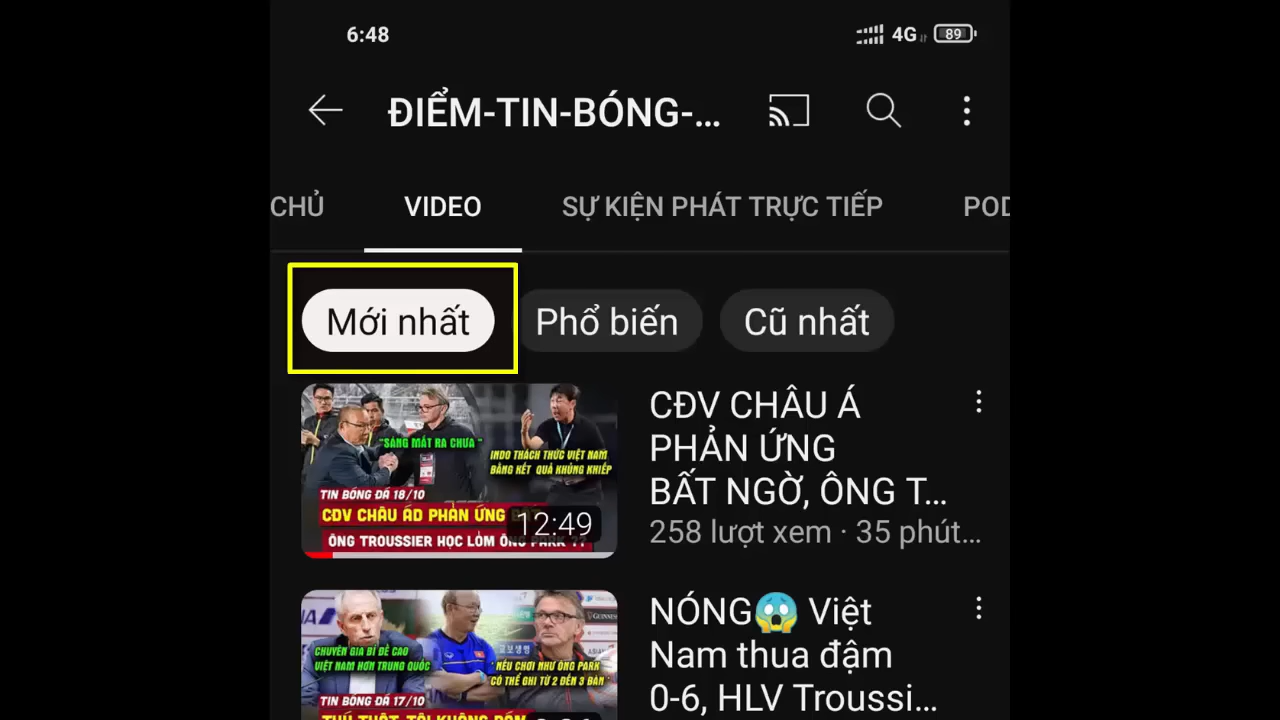 6:48
4G
89
ĐIỂM-TIN-BÓNG-...
CHỦ
VIDEO
SỰ KIỆN PHÁT TRỰC TIẾP
POD
Mới nhất
Phổ biến
Cũ nhất
"SÁNG MẮT RA CHƯA "
INDO THÁCH THỨC VIỆT NAM
BẰNG KẾT QUẢ KHỦNG KHIẾP
TIN BÓNG ĐÁ 18/10
CĐV CHÂU ÁD PHẢN ỨNG
12:49
ÔNG TROUSSIER HỌC LỎM ÔNG PARK ??
CĐV CHÂU Á
PHẢN ỨNG
BẤT NGỜ, ÔNG T...
258 lượt xem · 35 phút...
CHUYÊN GIA BỈ ĐỀ CAO
VIỆT NAM HƠN TRUNG QUỐC
' NẾU CHƠI NHƯ ÔNG PARK
CÓ THỂ GHI TỪ 2 ĐẾN 3 BÀN '
TIN BÓNG ĐÁ 17/10
NÓNG😱 Việt
Nam thua đậm
0-6, HLV Troussi...